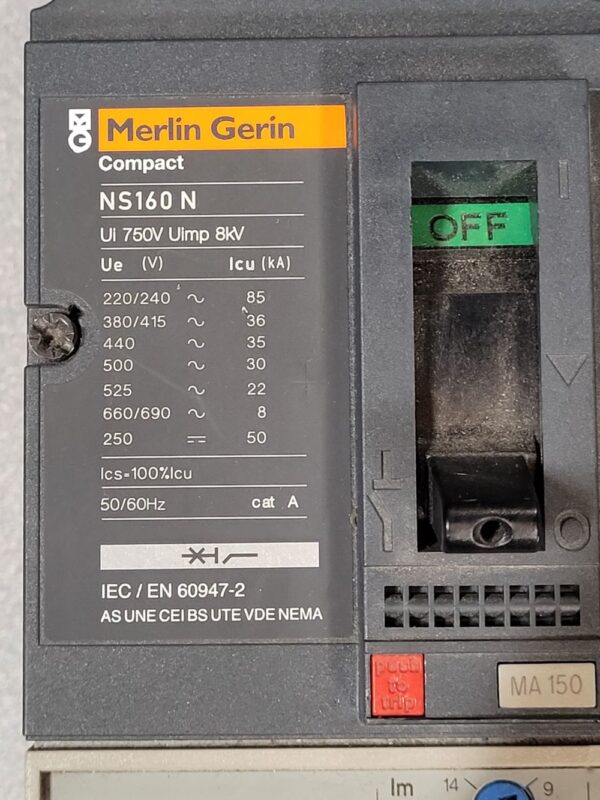 Merlin Gerin
Compact
NS160 N
Ui 750V Uimp 8kV
Ue (V) Icu (kA)
220/240 ~ 85
380/415 ~ 36
440 ~ 35
500 ~ 30
525 ~ 22
660/690 ~ 8
250 ⎓ 50
Ics=100%Icu
50/60Hz cat A
IEC / EN 60947-2
AS UNE CEI BS UTE VDE NEMA
I
OFF
O
push
to
trip
MA 150
Im 14 9